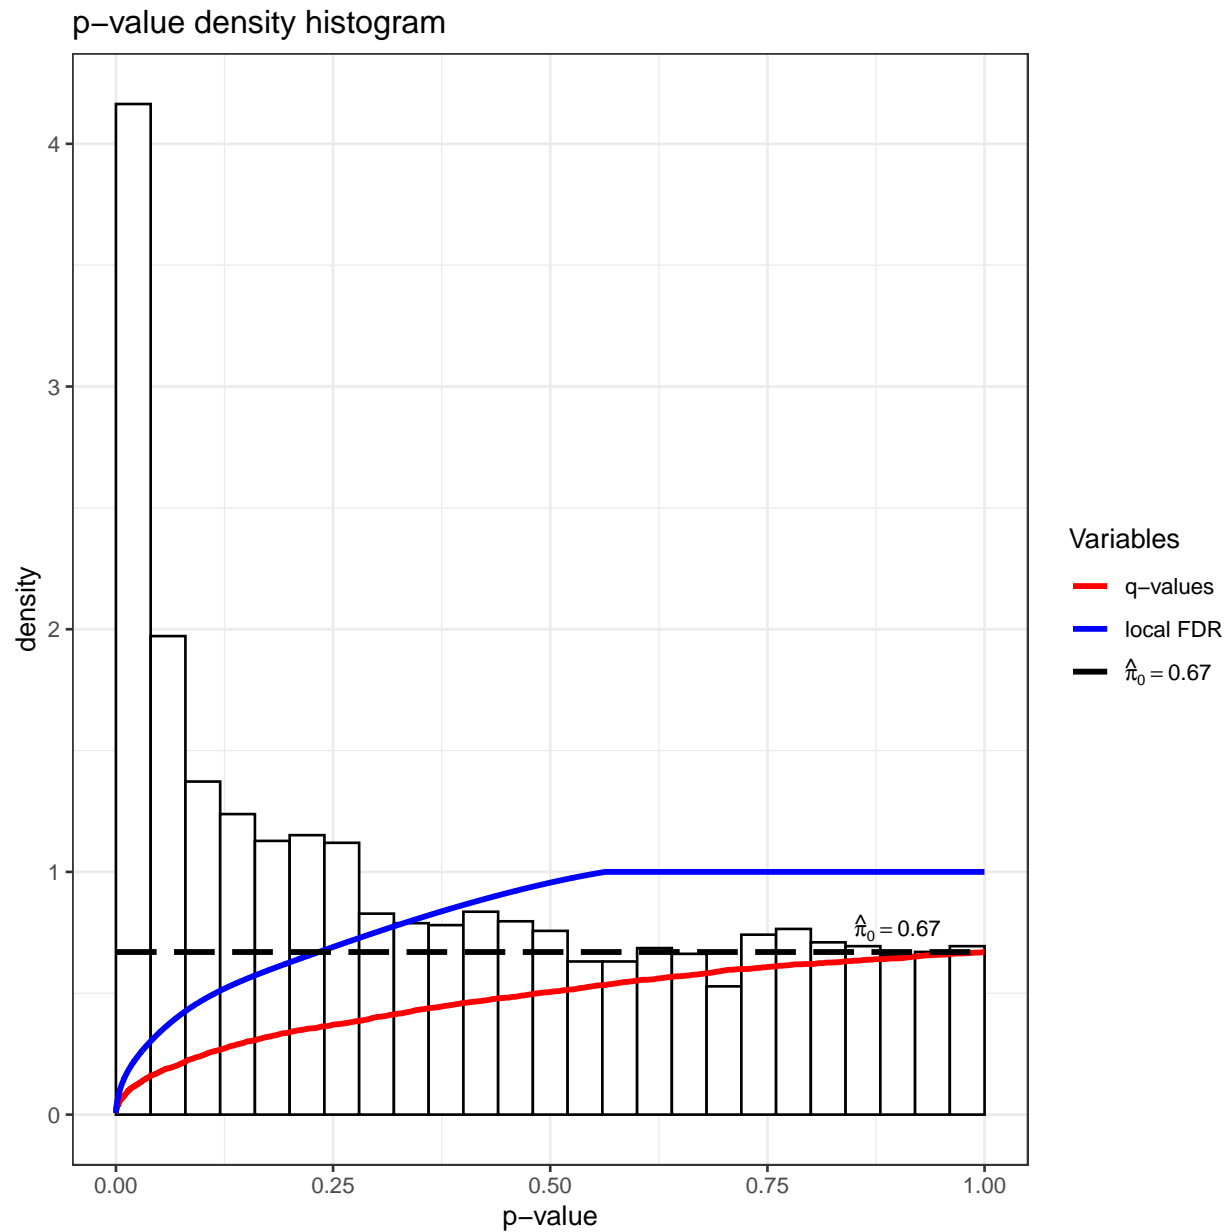 p−value density histogram
4
3
2
1
0
density
0.00 0.25 0.50 0.75 1.00
p−value
π̂₀ = 0.67
Variables
q−values
local FDR
π̂₀ = 0.67